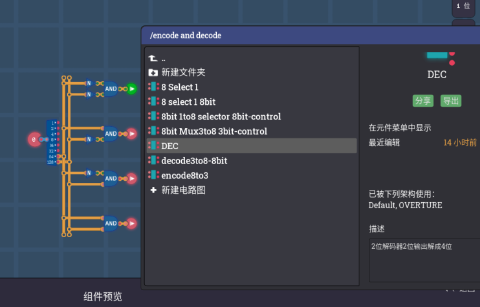 1 位
/encode and decode
..
新建文件夹
8 Select 1
8 select 1 8bit
8bit 1to8 selector 8bit-control
8bit Mux3to8 3bit-control
DEC
decode3to8-8bit
encode8to3
新建电路图
DEC
分享 导出
在元件菜单中显示
最近编辑 14 小时前
已被下列架构使用:
Default, OVERTURE
描述
2位解码器2位输出解成4位
N
AND
N
AND
N
0
N
AND
AND
组件预览